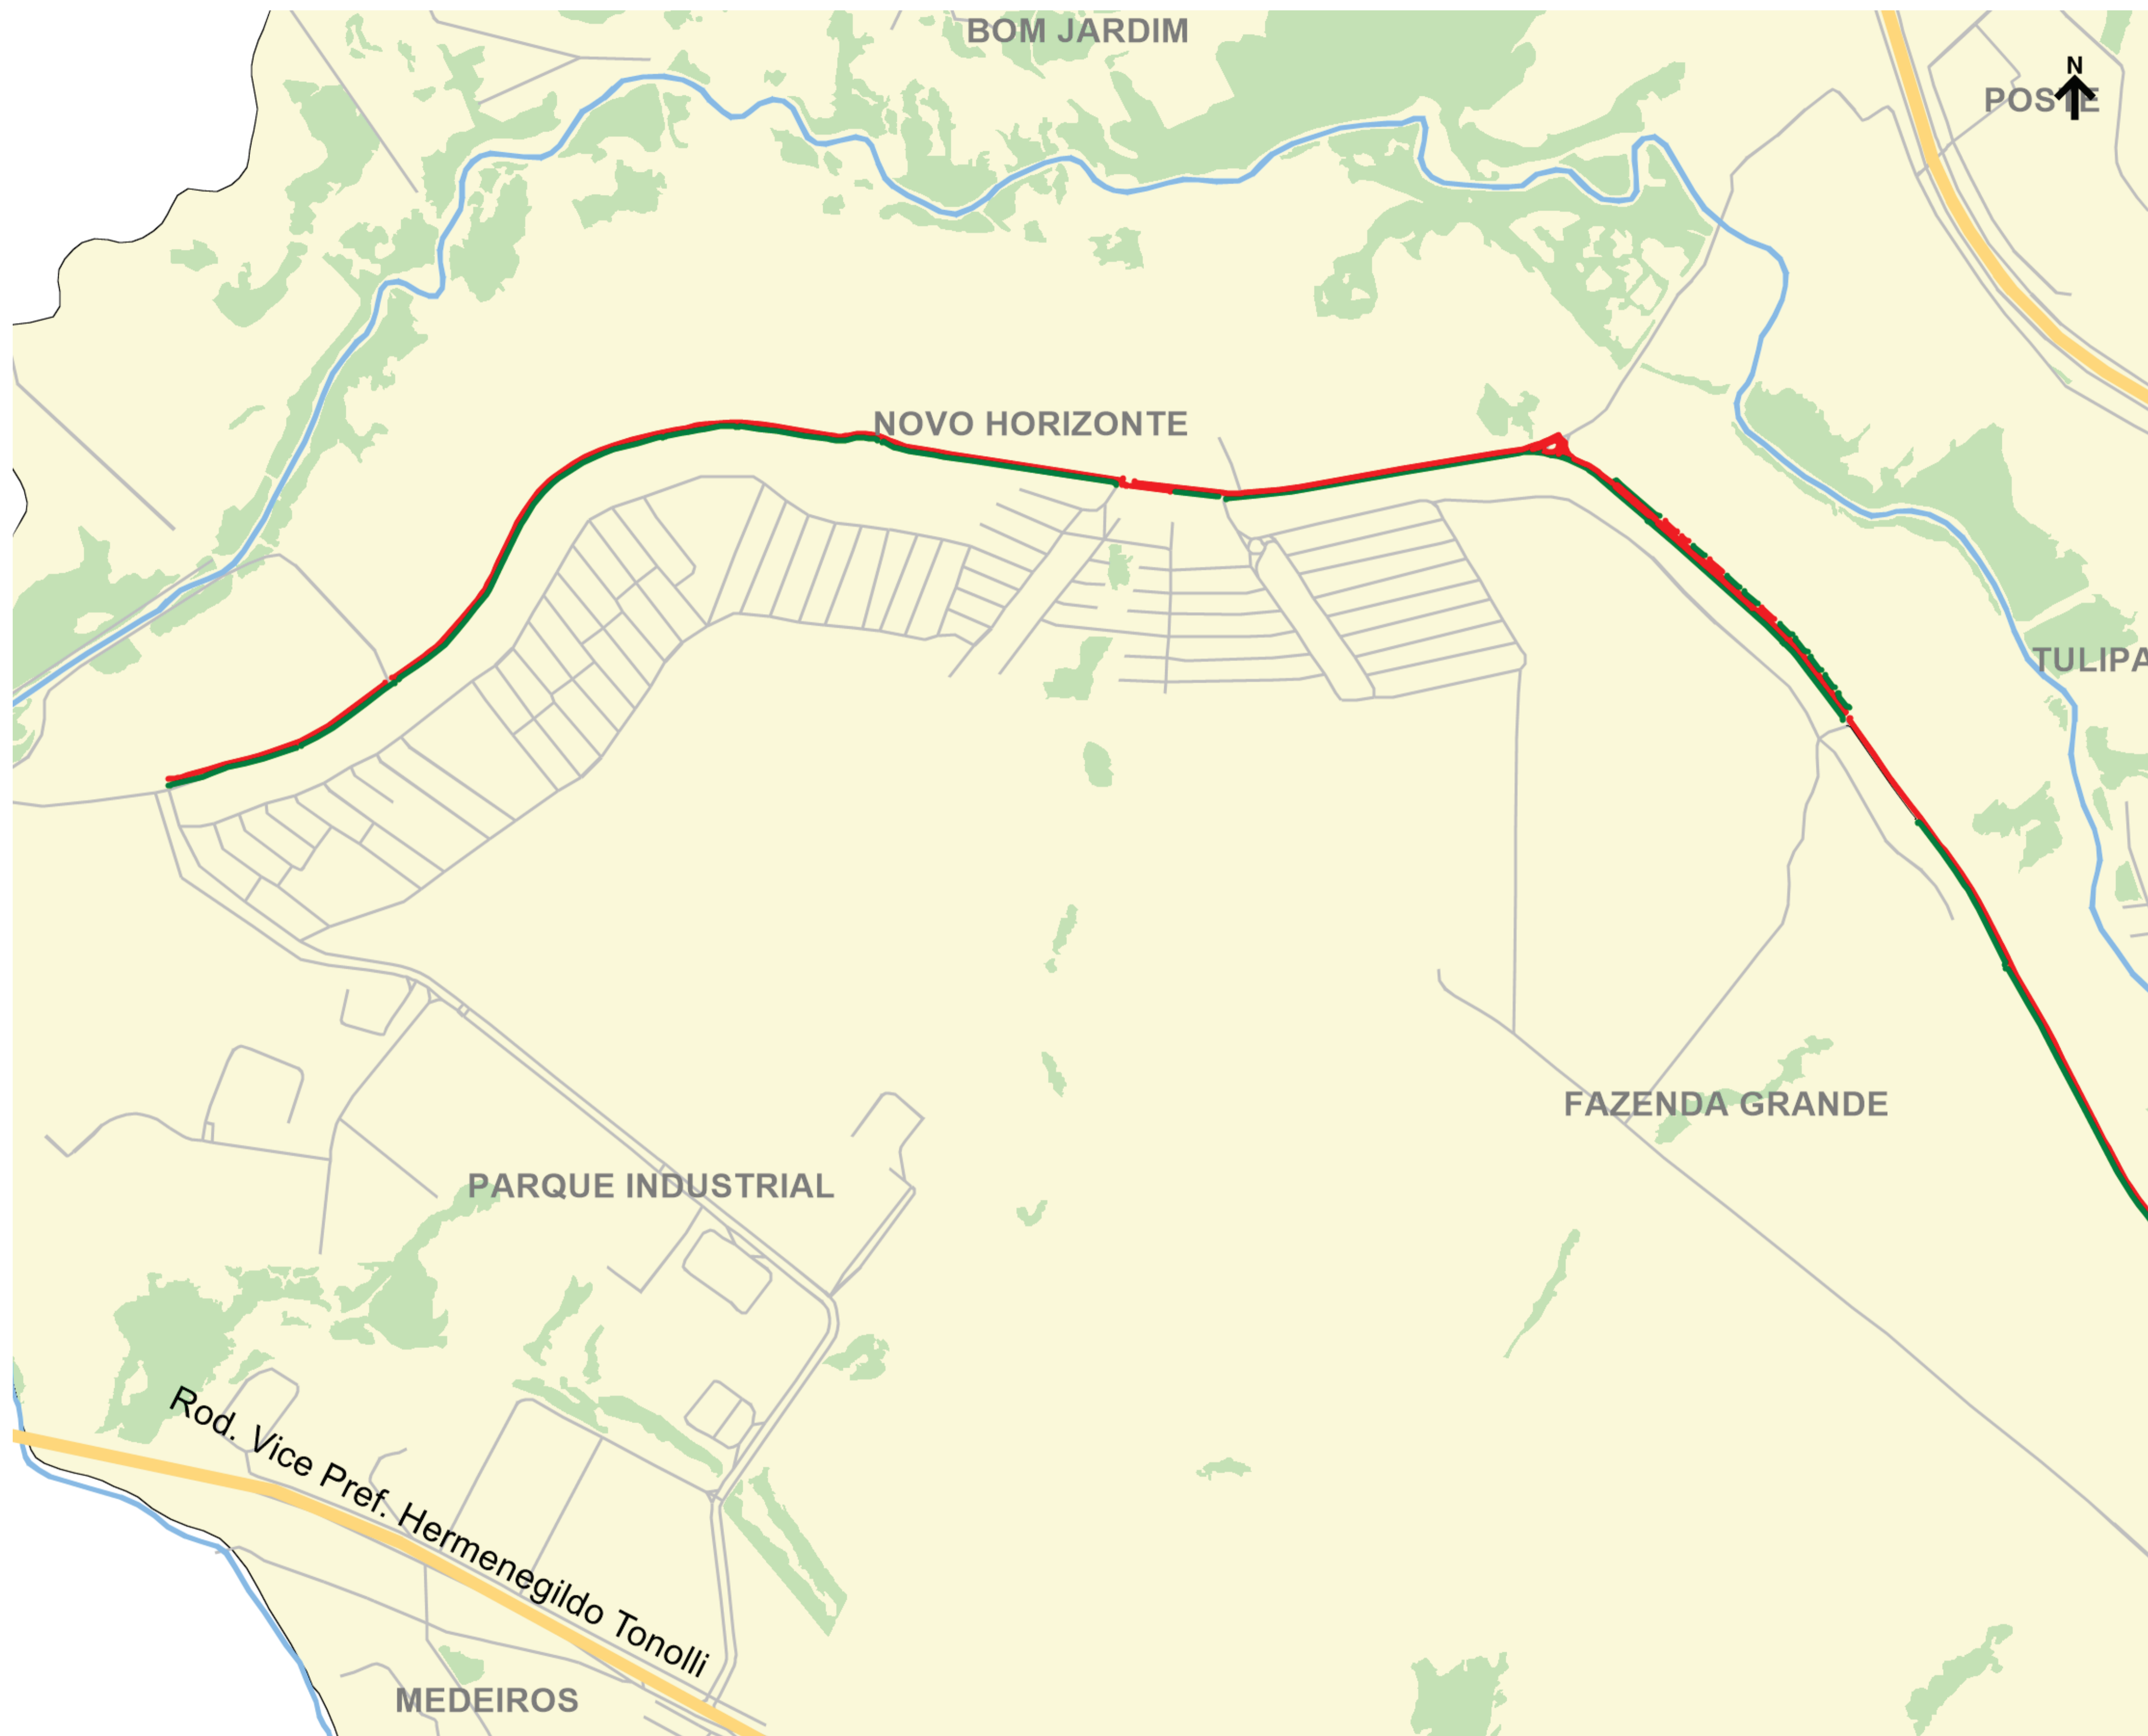 BOM JARDIM
N
POSTE
NOVO HORIZONTE
TULIPA
FAZENDA GRANDE
PARQUE INDUSTRIAL
Rod. Vice Pref. Hermenegildo Tonolli
MEDEIROS